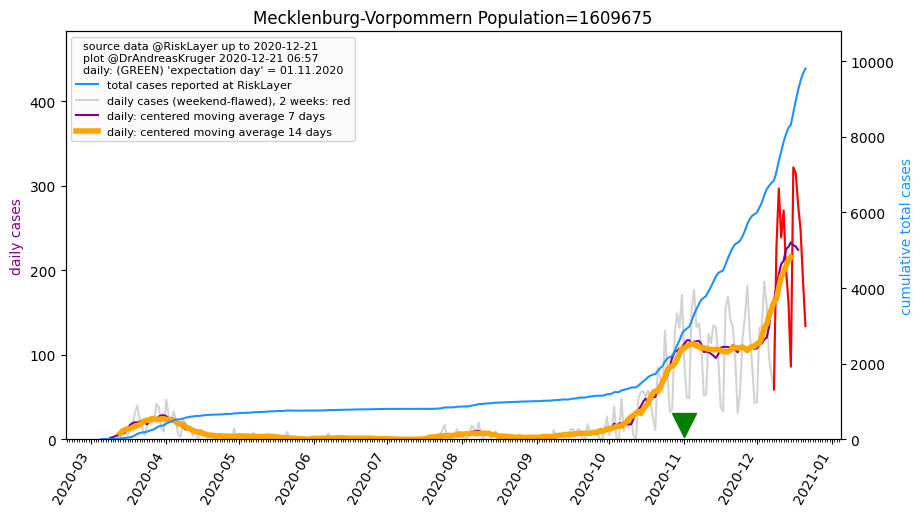 Mecklenburg-Vorpommern Population=1609675
source data @RiskLayer up to 2020-12-21
plot @DrAndreasKruger 2020-12-21 06:57
daily: (GREEN) 'expectation day' = 01.11.2020
total cases reported at RiskLayer
daily cases (weekend-flawed), 2 weeks: red
daily: centered moving average 7 days
daily: centered moving average 14 days
daily cases
400
300
200
100
0
cumulative total cases
10000
8000
6000
4000
2000
0
2020-03
2020-04
2020-05
2020-06
2020-07
2020-08
2020-09
2020-10
2020-11
2020-12
2021-01